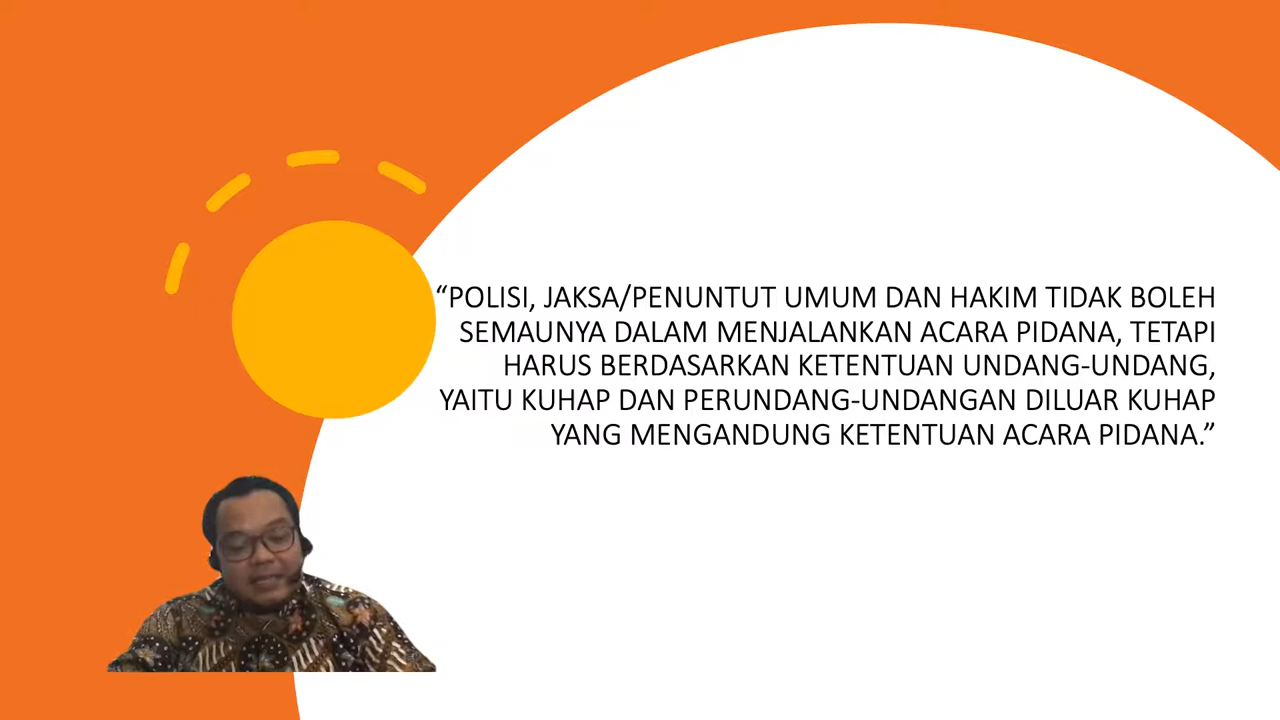 “POLISI, JAKSA/PENUNTUT UMUM DAN HAKIM TIDAK BOLEH
SEMAUNYA DALAM MENJALANKAN ACARA PIDANA, TETAPI
HARUS BERDASARKAN KETENTUAN UNDANG-UNDANG,
YAITU KUHAP DAN PERUNDANG-UNDANGAN DILUAR KUHAP
YANG MENGANDUNG KETENTUAN ACARA PIDANA.”